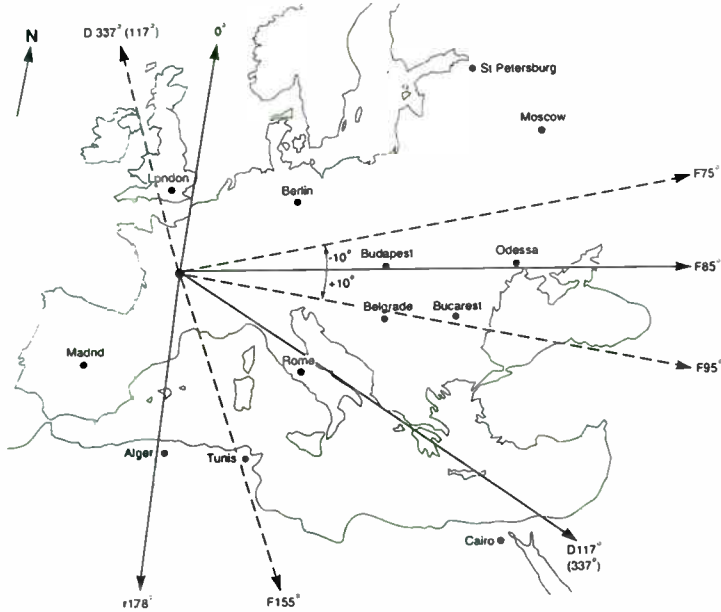 D 337° (117°)
0°
N
St Petersburg
Moscow
London
F75°
Berlin
-10°
Budapest
Odessa
F85°
+10°
Belgrade
Bucarest
Madrid
Rome
F95°
Alger
Tunis
Cairo
D117°
(337°)
r178°
F155°